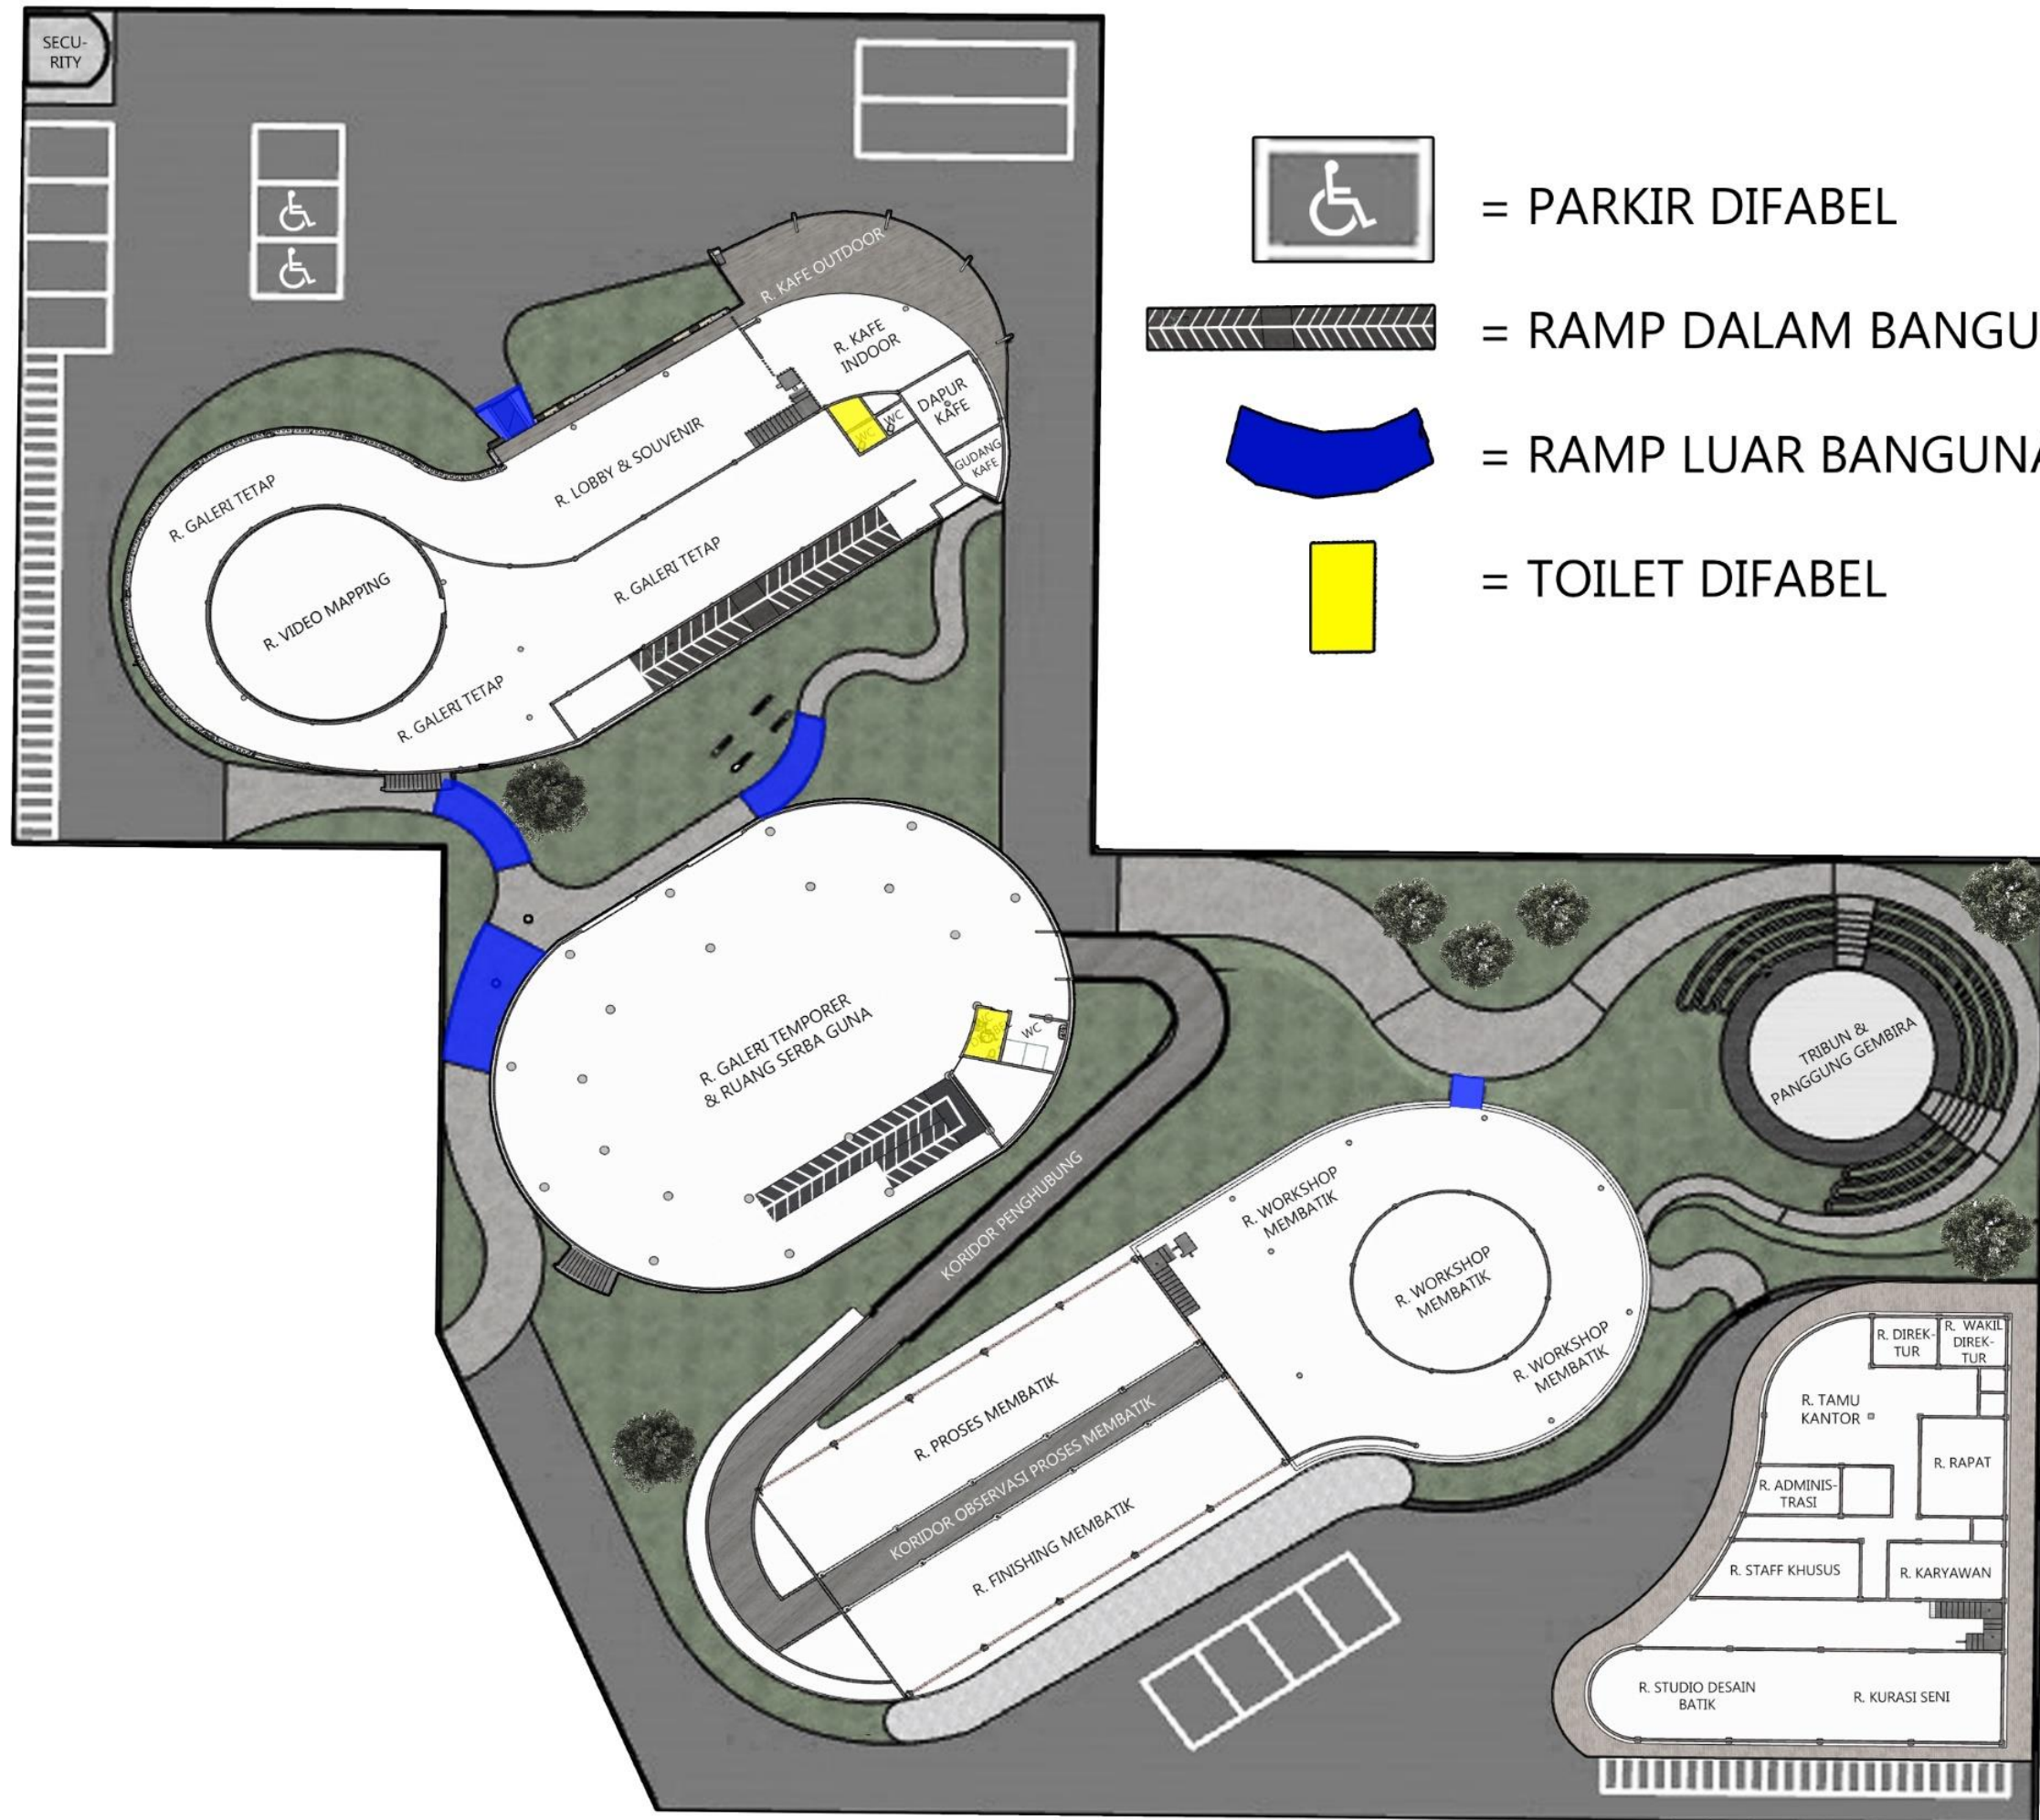 SECU-
RITY
= PARKIR DIFABEL
= RAMP DALAM BANGU
= RAMP LUAR BANGUNA
= TOILET DIFABEL
R. KAFE OUTDOOR
R. KAFE
INDOOR
DAPUR
KAFE
WC
WC
GUDANG
KAFE
R. LOBBY & SOUVENIR
R. GALERI TETAP
R. GALERI TETAP
R. VIDEO MAPPING
R. GALERI TETAP
R. GALERI TEMPORER
& RUANG SERBA GUNA
WC
TRIBUN &
PANGGUNG GEMBIRA
KORIDOR PENGHUBUNG
R. WORKSHOP
MEMBATIK
R. WORKSHOP
MEMBATIK
R. WORKSHOP
MEMBATIK
R. PROSES MEMBATIK
KORIDOR OBSERVASI PROSES MEMBATIK
R. FINISHING MEMBATIK
R. DIREK-
TUR
R. WAKIL
DIREK-
TUR
R. TAMU
KANTOR
R. RAPAT
R. ADMINIS-
TRASI
R. STAFF KHUSUS
R. KARYAWAN
R. STUDIO DESAIN
BATIK
R. KURASI SENI